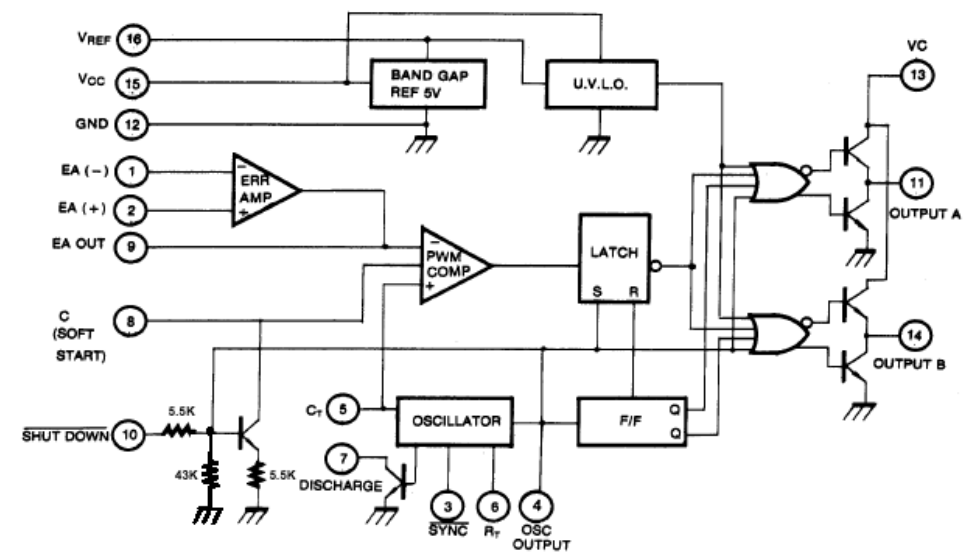 VREF 16
VCC 15
GND 12
EA (−) 1
EA (+) 2
EA OUT 9
C
(SOFT
START)
8
SHUT DOWN 10
BAND GAP
REF 5V
U.V.L.O.
ERR
AMP
−
+
PWM
COMP
−
+
LATCH
S R
VC
13
11
OUTPUT A
14
OUTPUT B
5.5K
43K
5.5K
CT 5
OSCILLATOR
F/F
Q
Q
7
DISCHARGE
3
SYNC
6
RT
4
OSC
OUTPUT